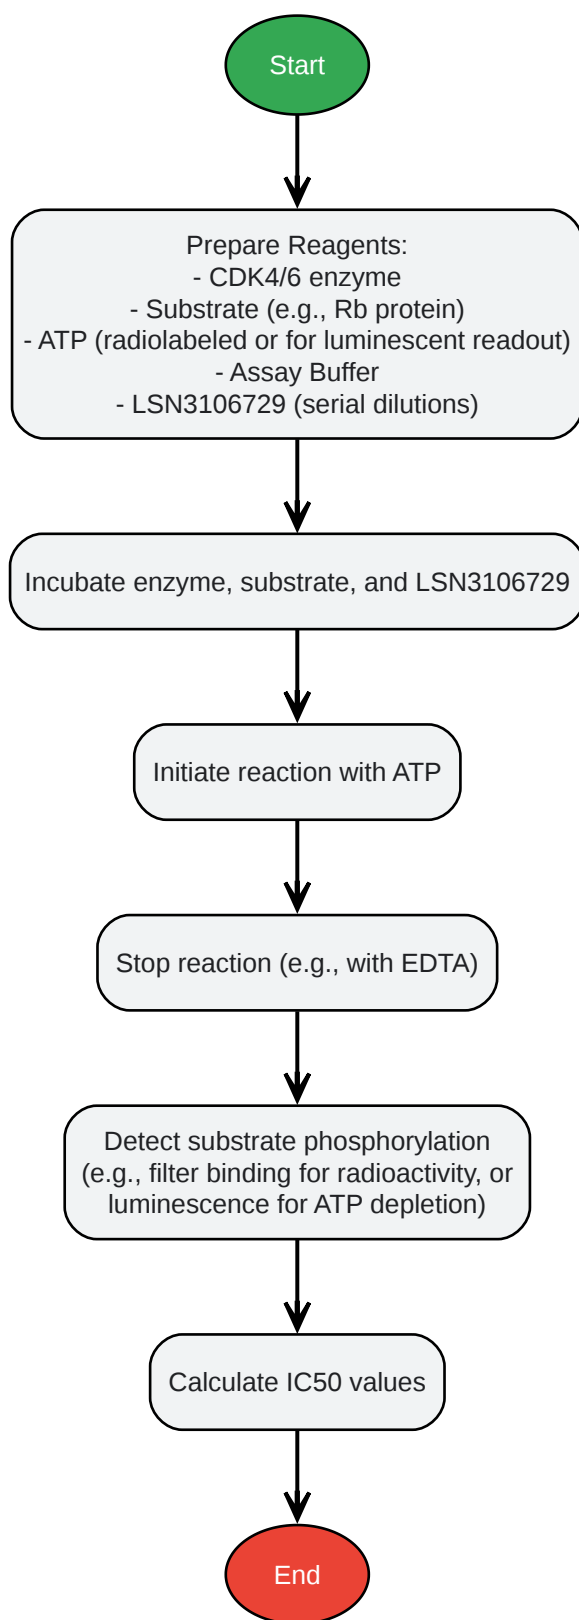 Start
Prepare Reagents:
- CDK4/6 enzyme
- Substrate (e.g., Rb protein)
- ATP (radiolabeled or for luminescent readout)
- Assay Buffer
- LSN3106729 (serial dilutions)
Incubate enzyme, substrate, and LSN3106729
Initiate reaction with ATP
Stop reaction (e.g., with EDTA)
Detect substrate phosphorylation
(e.g., filter binding for radioactivity, or
luminescence for ATP depletion)
Calculate IC50 values
End